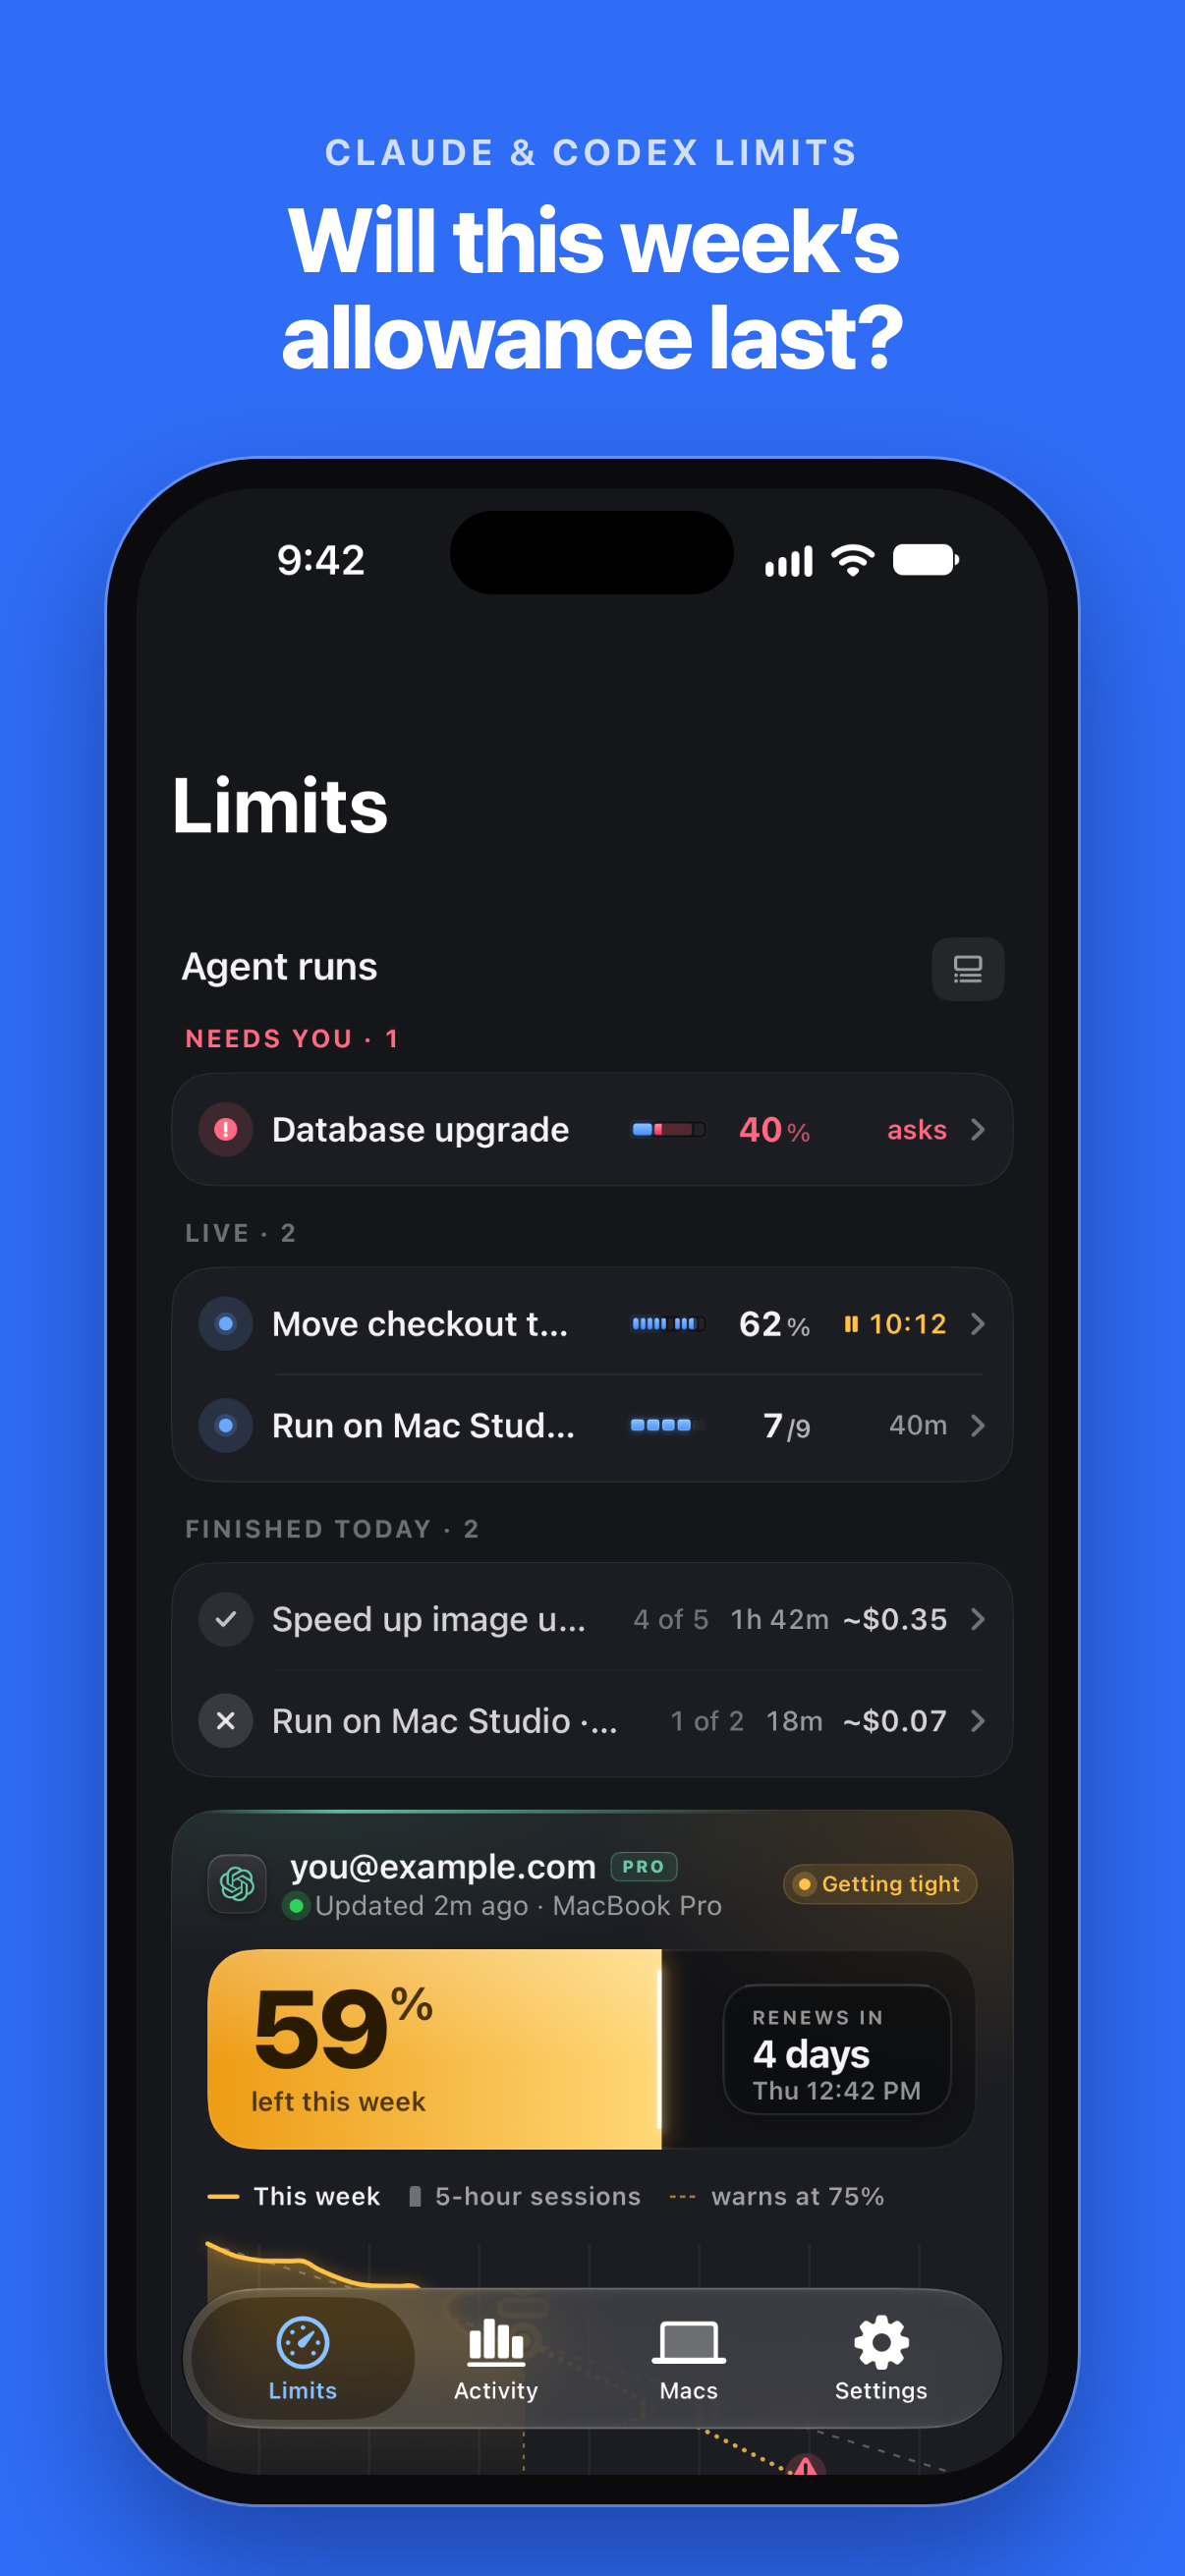 CLAUDE & CODEX LIMITS
Will this week’s
allowance last?
9:42
Limits
Agent runs
NEEDS YOU · 1
Database upgrade 40% asks
LIVE · 2
Move checkout t... 62% 10:12
Run on Mac Stud... 7/9 40m
FINISHED TODAY · 2
Speed up image u... 4 of 5 1h 42m ~$0.35
Run on Mac Studio ·... 1 of 2 18m ~$0.07
you@example.com PRO
Getting tight
Updated 2m ago · MacBook Pro
59%
left this week
RENEWS IN
4 days
Thu 12:42 PM
This week 5-hour sessions warns at 75%
Limits Activity Macs Settings